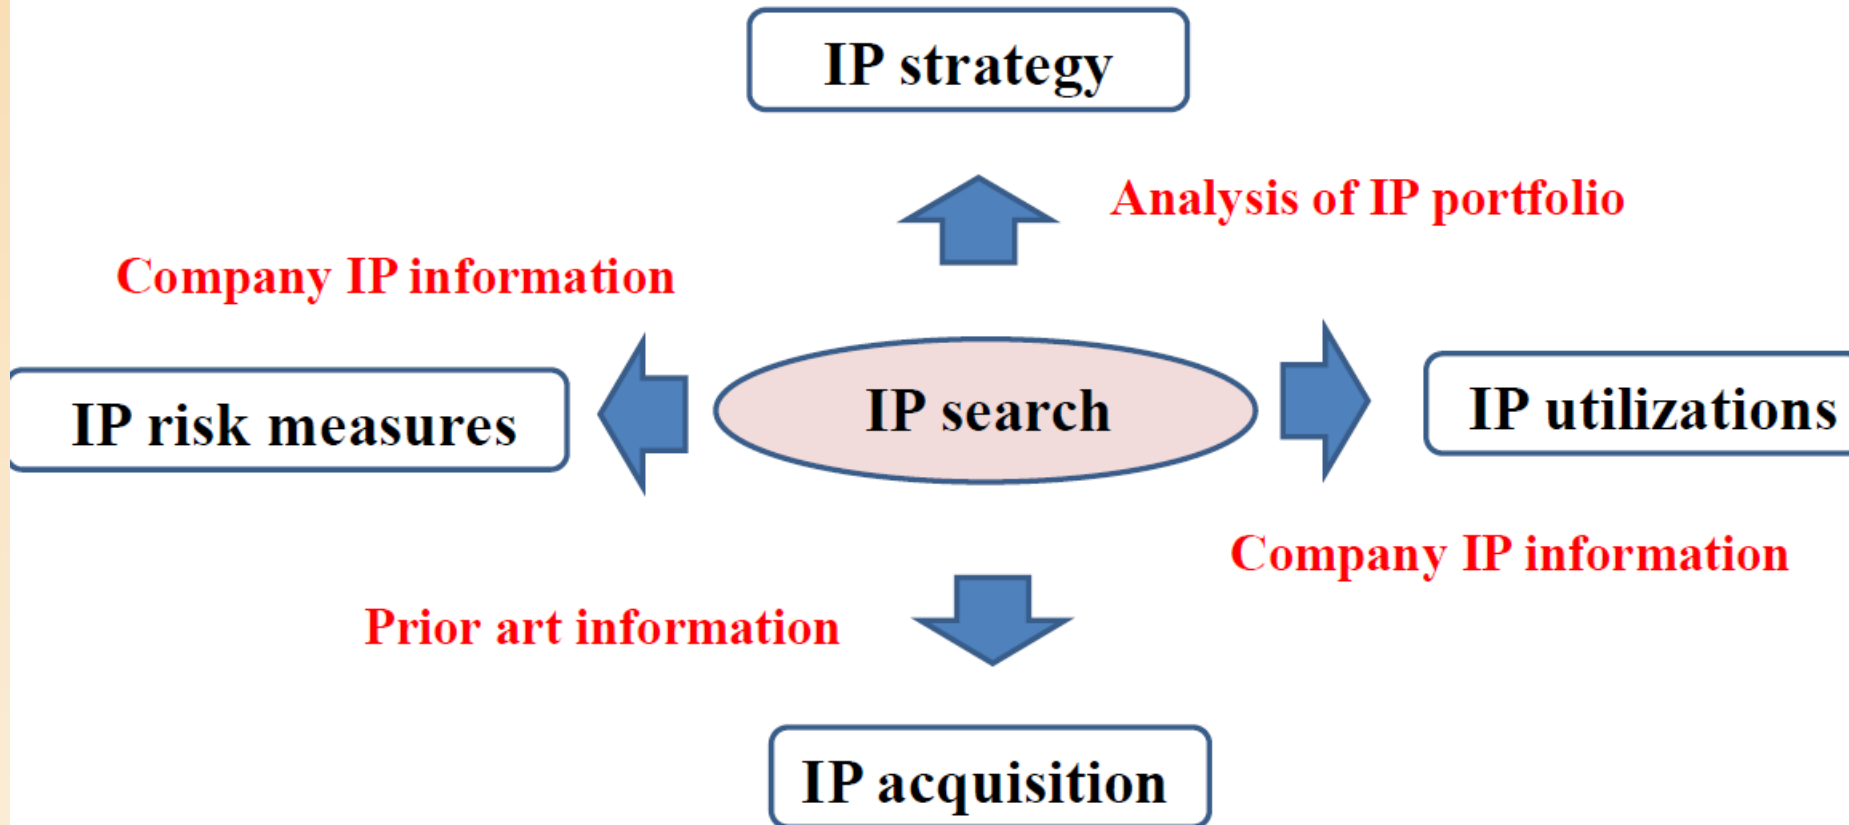 IP strategy
Analysis of IP portfolio
Company IP information
IP risk measures
IP search
IP utilizations
Company IP information
Prior art information
IP acquisition